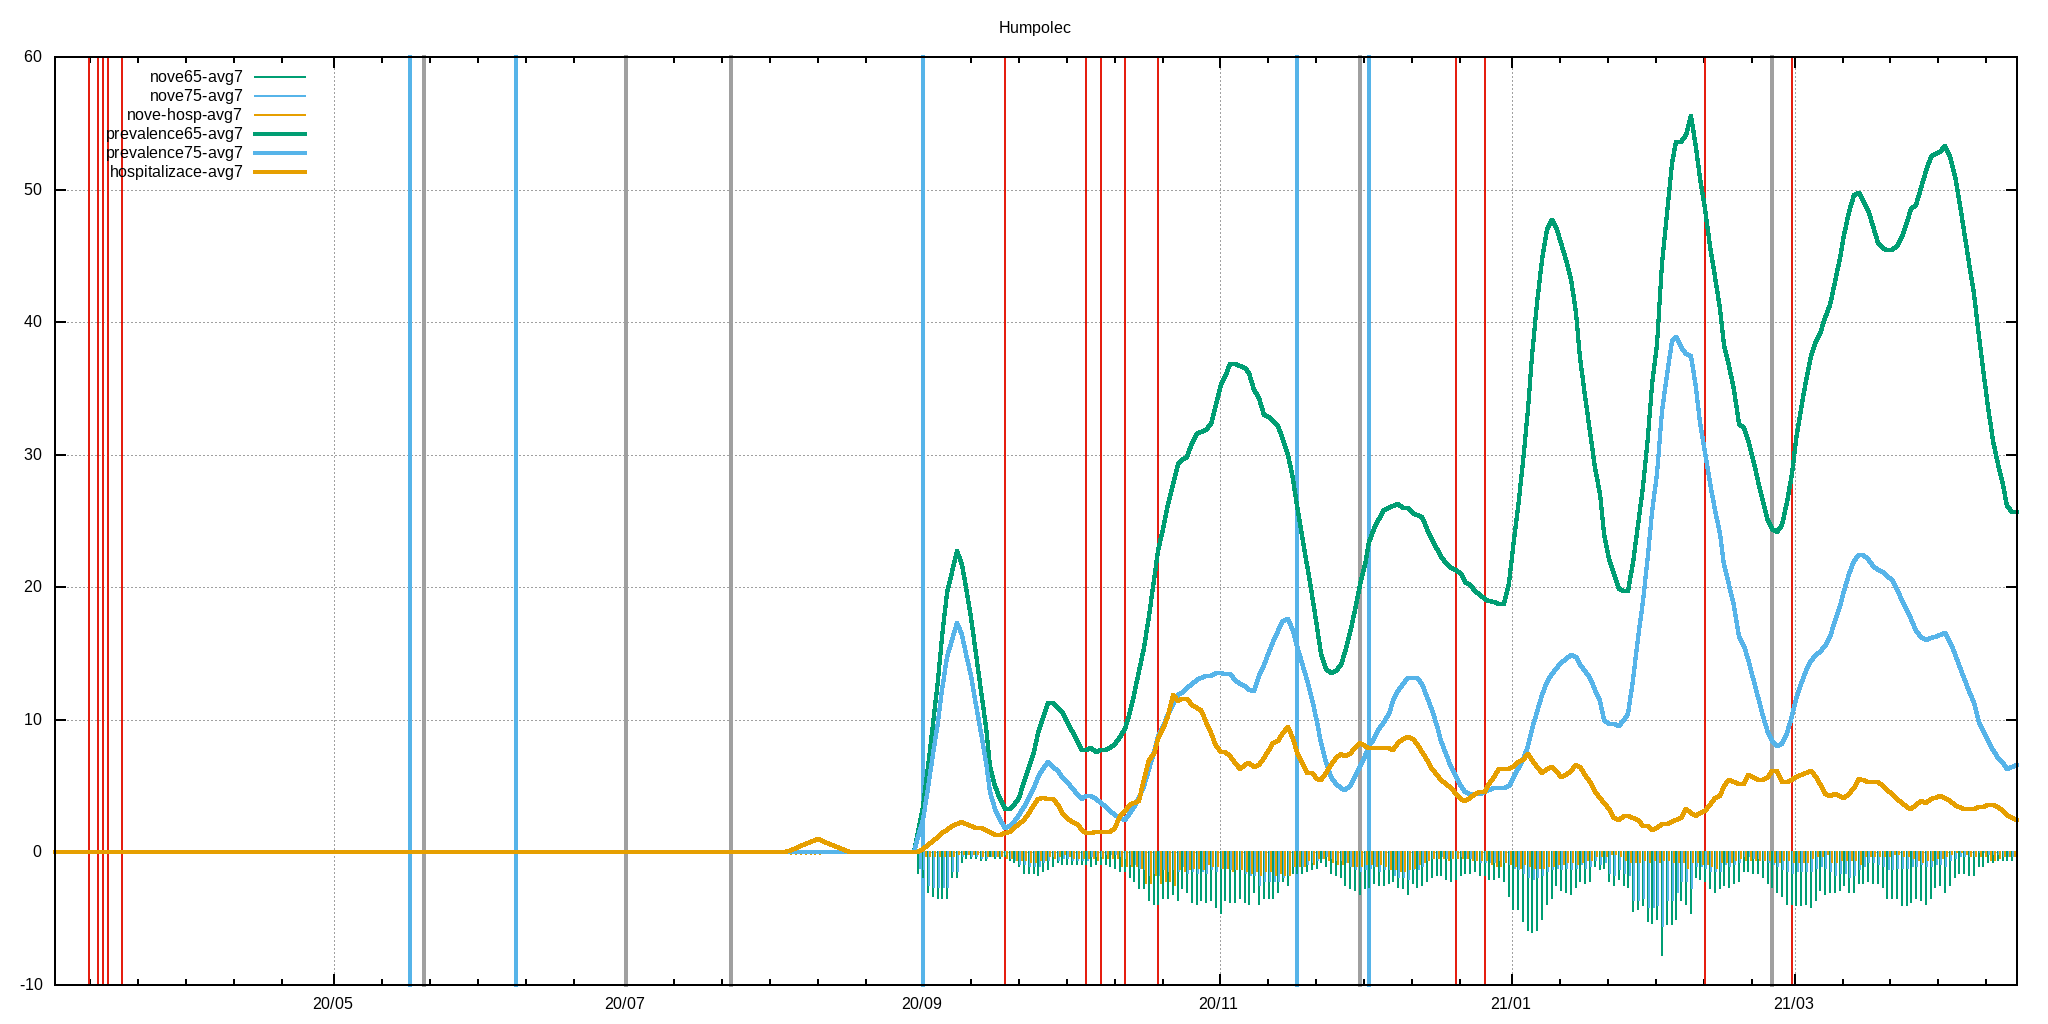 Humpolec
60
nove65-avg7
nove75-avg7
nove-hosp-avg7
prevalence65-avg7
prevalence75-avg7
hospitalizace-avg7
50
40
30
20
10
0
-10
20/05 20/07 20/09 20/11 21/01 21/03